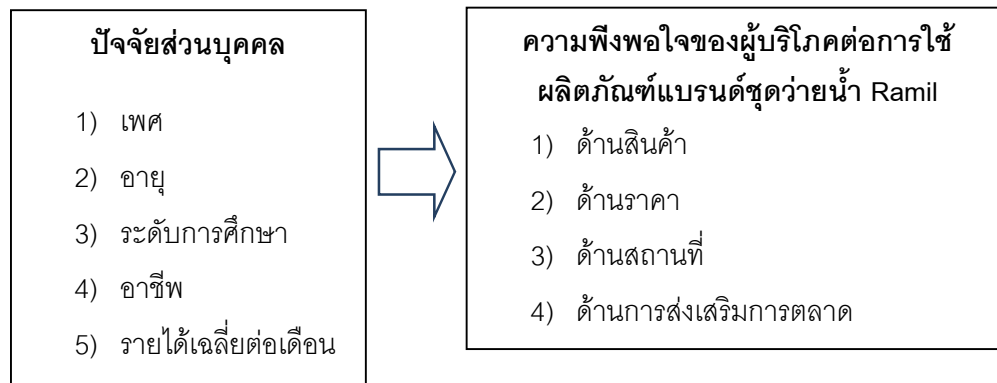 ปัจจัยส่วนบุคคล
1) เพศ
2) อายุ
3) ระดับการศึกษา
4) อาชีพ
5) รายได้เฉลี่ยต่อเดือน
ความพึงพอใจของผู้บริโภคต่อการใช้
ผลิตภัณฑ์แบรนด์ชุดว่ายน้ำ Ramil
1) ด้านสินค้า
2) ด้านราคา
3) ด้านสถานที่
4) ด้านการส่งเสริมการตลาด